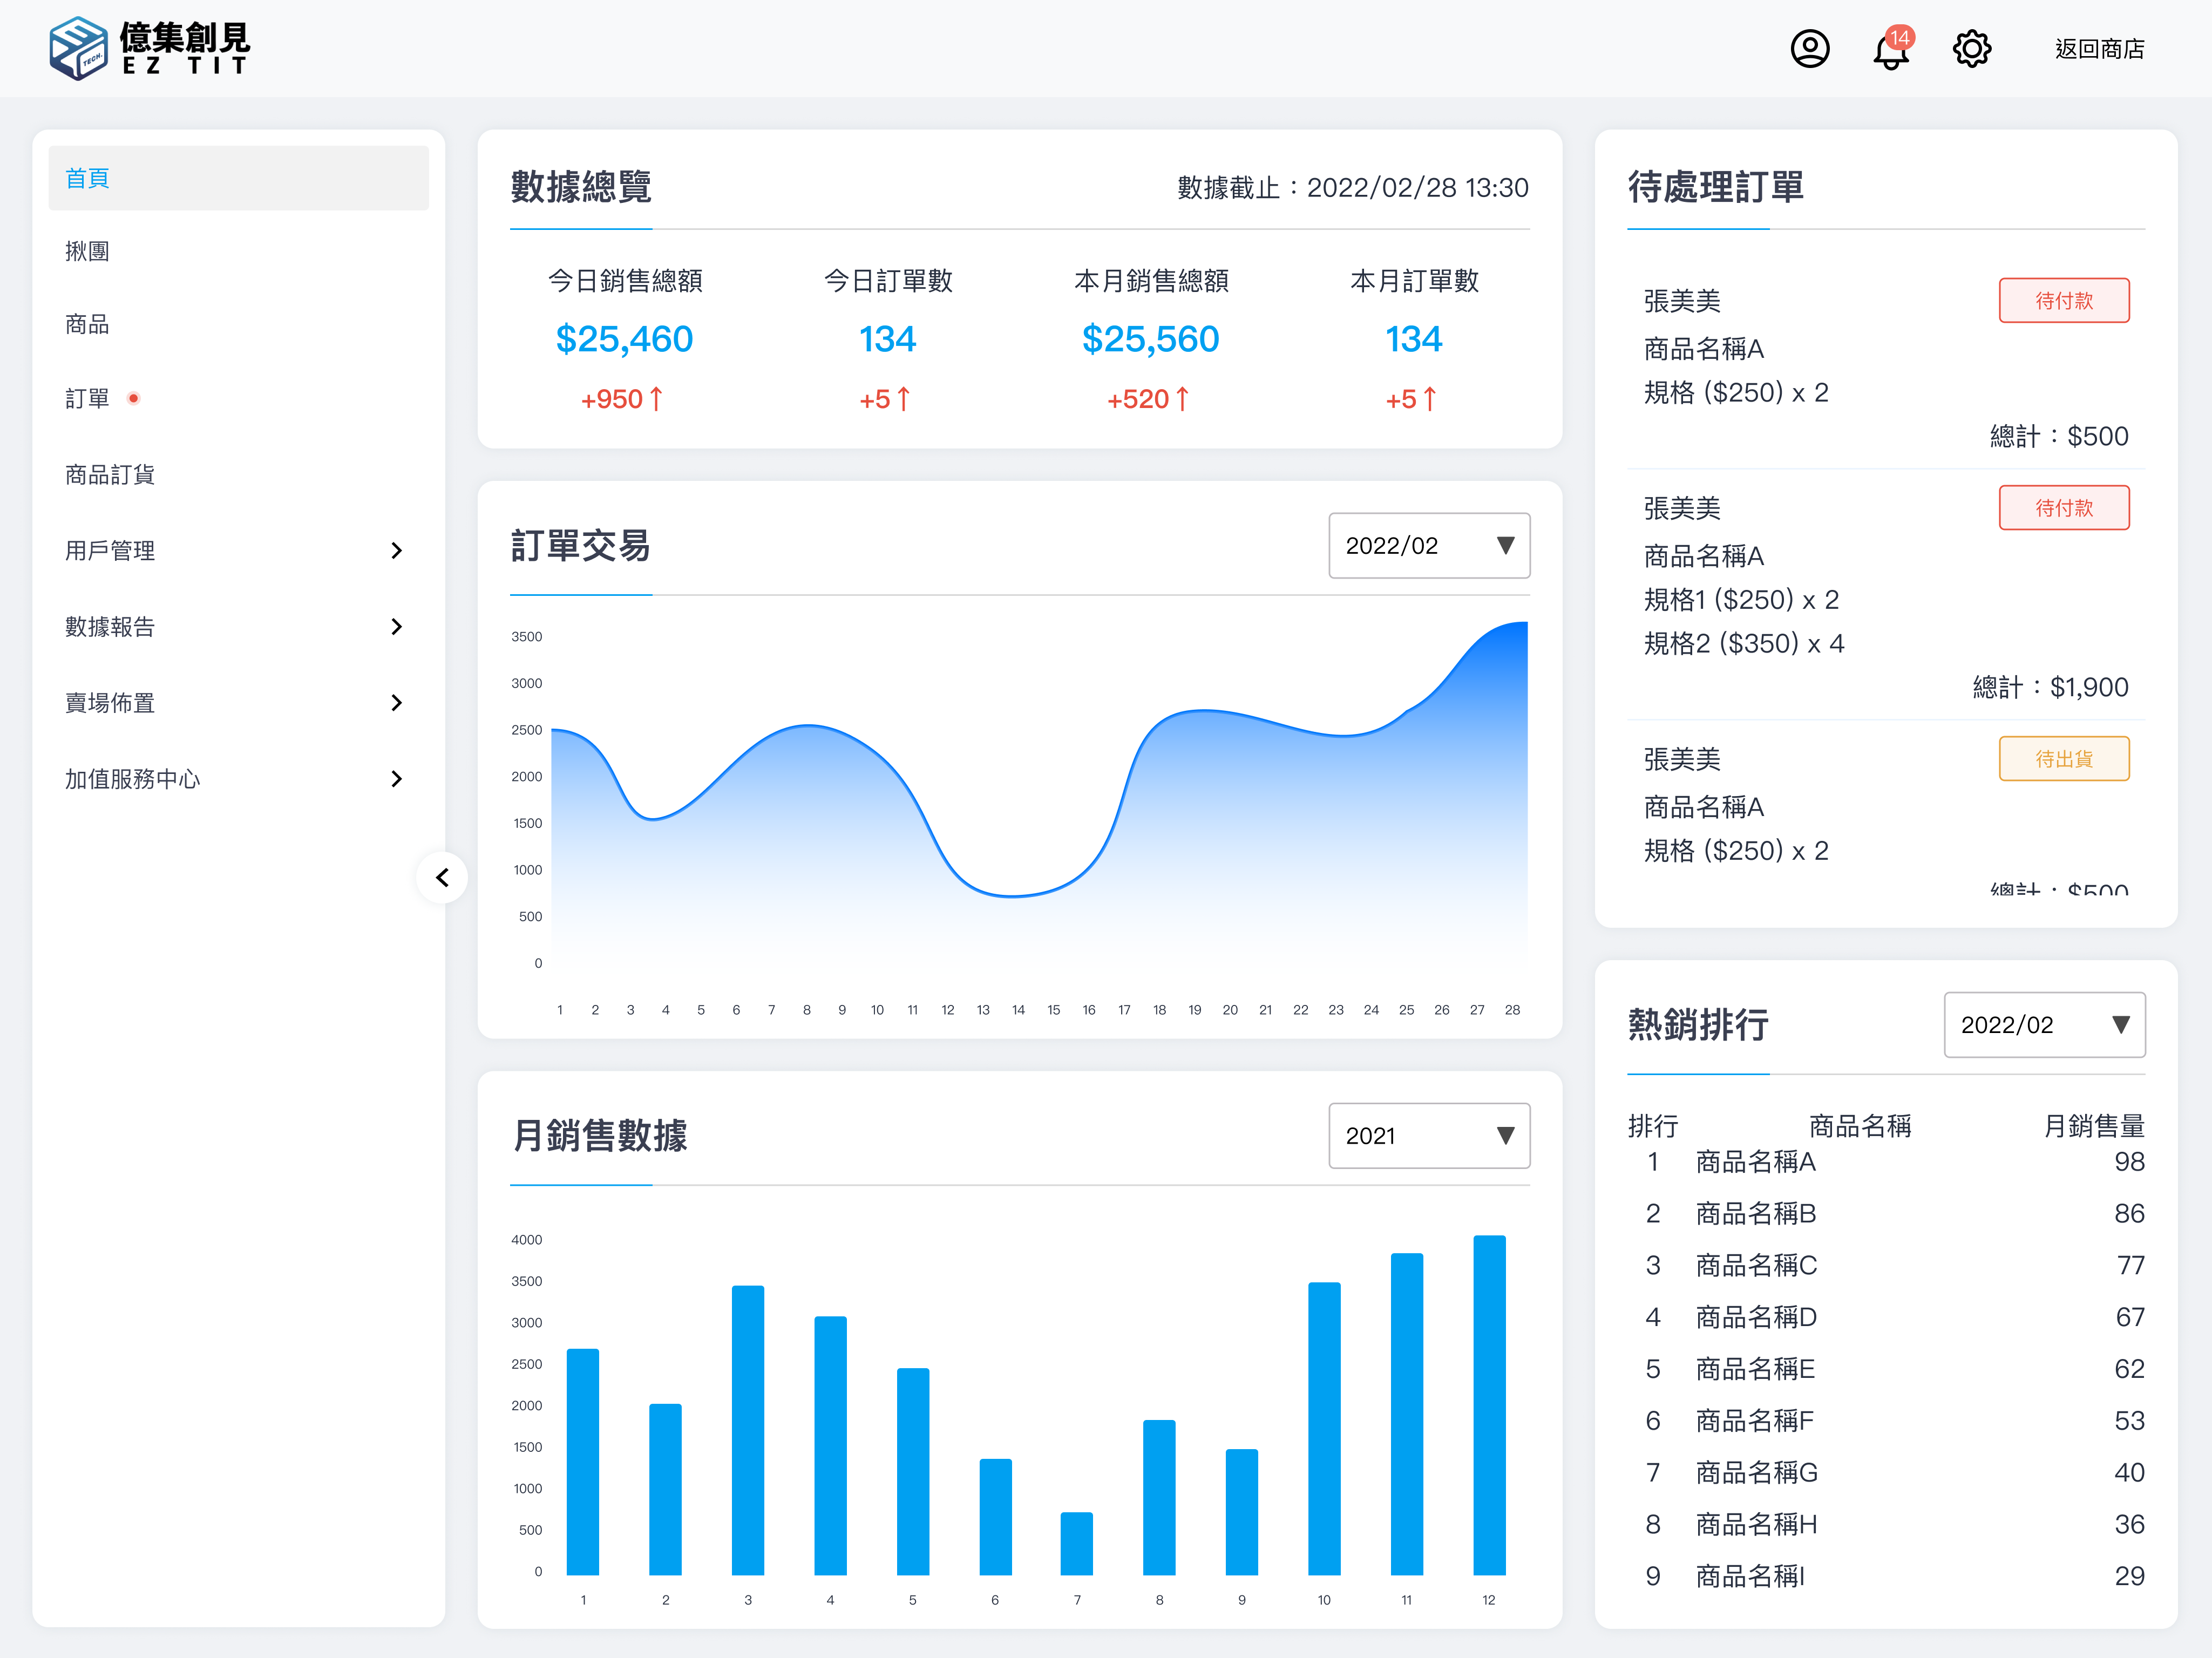 億集創見
EZ TIT
TECH.
14
返回商店
首頁
揪團
商品
訂單
商品訂貨
用戶管理
數據報告
賣場佈置
加值服務中心
數據總覽
數據截止：2022/02/28 13:30
今日銷售總額 今日訂單數 本月銷售總額 本月訂單數
$25,460 134 $25,560 134
+950↑ +5↑ +520↑ +5↑
訂單交易
2022/02 ▼
3500
3000
2500
2000
1500
1000
500
0
1 2 3 4 5 6 7 8 9 10 11 12 13 14 15 16 17 18 19 20 21 22 23 24 25 26 27 28
月銷售數據
2021 ▼
4000
3500
3000
2500
2000
1500
1000
500
0
1 2 3 4 5 6 7 8 9 10 11 12
待處理訂單
張美美 待付款
商品名稱A
規格 ($250) x 2
總計：$500
張美美 待付款
商品名稱A
規格1 ($250) x 2
規格2 ($350) x 4
總計：$1,900
張美美 待出貨
商品名稱A
規格 ($250) x 2
總計：$500
熱銷排行
2022/02 ▼
排行 商品名稱 月銷售量
1 商品名稱A 98
2 商品名稱B 86
3 商品名稱C 77
4 商品名稱D 67
5 商品名稱E 62
6 商品名稱F 53
7 商品名稱G 40
8 商品名稱H 36
9 商品名稱I 29